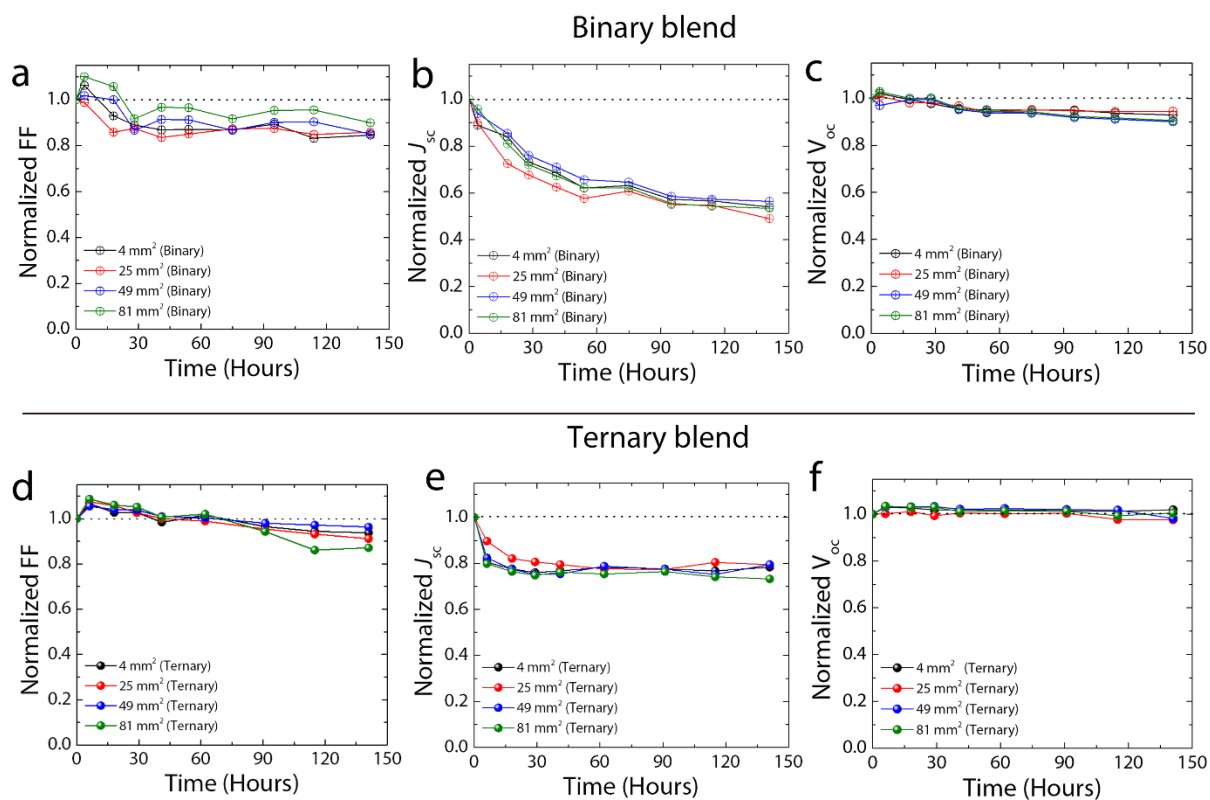 Binary blend
a
Normalized FF
1.0
0.8
0.6
0.4
0.2
0.0
4 mm² (Binary)
25 mm² (Binary)
49 mm² (Binary)
81 mm² (Binary)
0 30 60 90 120 150
Time (Hours)
b
Normalized Jsc
1.0
0.8
0.6
0.4
0.2
0.0
4 mm² (Binary)
25 mm² (Binary)
49 mm² (Binary)
81 mm² (Binary)
0 30 60 90 120 150
Time (Hours)
c
Normalized Voc
1.0
0.8
0.6
0.4
0.2
0.0
4 mm² (Binary)
25 mm² (Binary)
49 mm² (Binary)
81 mm² (Binary)
0 30 60 90 120 150
Time (Hours)
Ternary blend
d
Normalized FF
1.0
0.8
0.6
0.4
0.2
0.0
4 mm² (Ternary)
25 mm² (Ternary)
49 mm² (Ternary)
81 mm² (Ternary)
0 30 60 90 120 150
Time (Hours)
e
Normalized Jsc
1.0
0.8
0.6
0.4
0.2
0.0
4 mm² (Ternary)
25 mm² (Ternary)
49 mm² (Ternary)
81 mm² (Ternary)
0 30 60 90 120 150
Time (Hours)
f
Normalized Voc
1.0
0.8
0.6
0.4
0.2
0.0
4 mm² (Ternary)
25 mm² (Ternary)
49 mm² (Ternary)
81 mm² (Ternary)
0 30 60 90 120 150
Time (Hours)